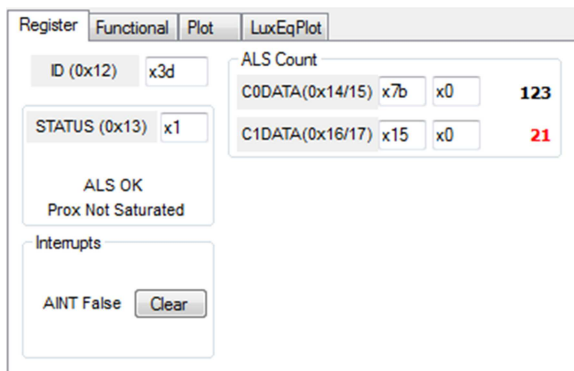 Register Functional Plot LuxEqPlot
ID (0x12) x3d
STATUS (0x13) x1
ALS OK
Prox Not Saturated
Interrupts
AINT False Clear
ALS Count
C0DATA(0x14/15) x7b x0 123
C1DATA(0x16/17) x15 x0 21